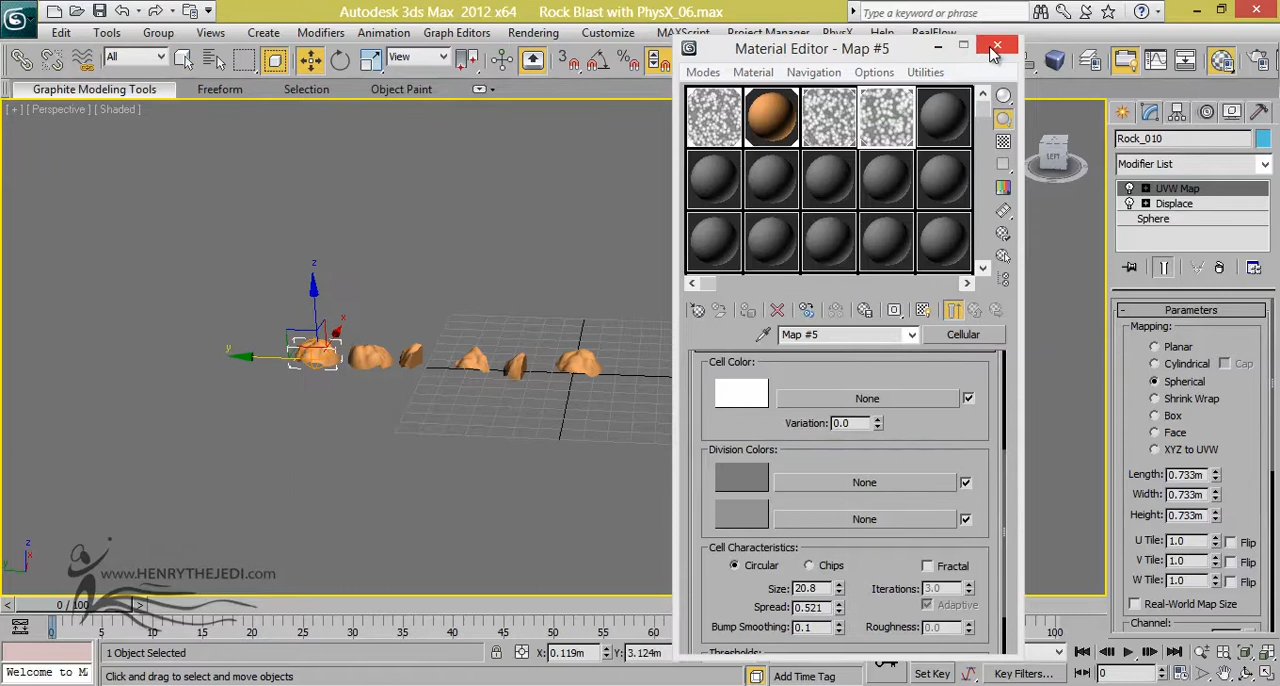 Autodesk 3ds Max 2012 x64 Rock Blast with PhysX_06.max
Type a keyword or phrase
Edit Tools Group Views Create Modifiers Animation Graph Editors Rendering Customize MAXScript Project Manager PhysX Help RealFlow
All View
Graphite Modeling Tools Freeform Selection Object Paint
[ + ] [ Perspective ] [ Shaded ]
z
x
y
z
x
y
LEFT
www.HENRYTHEJEDI.com
Material Editor - Map #5
Modes Material Navigation Options Utilities
Map #5 Cellular
Cell Color:
None
Variation: 0.0
Division Colors:
None
None
Cell Characteristics:
Circular Chips Fractal
Size: 20.8 Iterations: 3.0
Spread: 0.521 Adaptive
Bump Smoothing: 0.1 Roughness: 0.0
Thresholds:
Rock_010
Modifier List
UVW Map
Displace
Sphere
Parameters
Mapping:
Planar
Cylindrical Cap
Spherical
Shrink Wrap
Box
Face
XYZ to UVW
Length: 0.733m
Width: 0.733m
Height: 0.733m
U Tile: 1.0 Flip
V Tile: 1.0 Flip
W Tile: 1.0 Flip
Real-World Map Size
Channel:
0 / 100
0 5 10 15 20 25 30 35 40 45 50 55 60 100
1 Object Selected X: 0.119m Y: 3.124m
Welcome to M
Click and drag to select and move objects
Add Time Tag Set Key Key Filters... 0